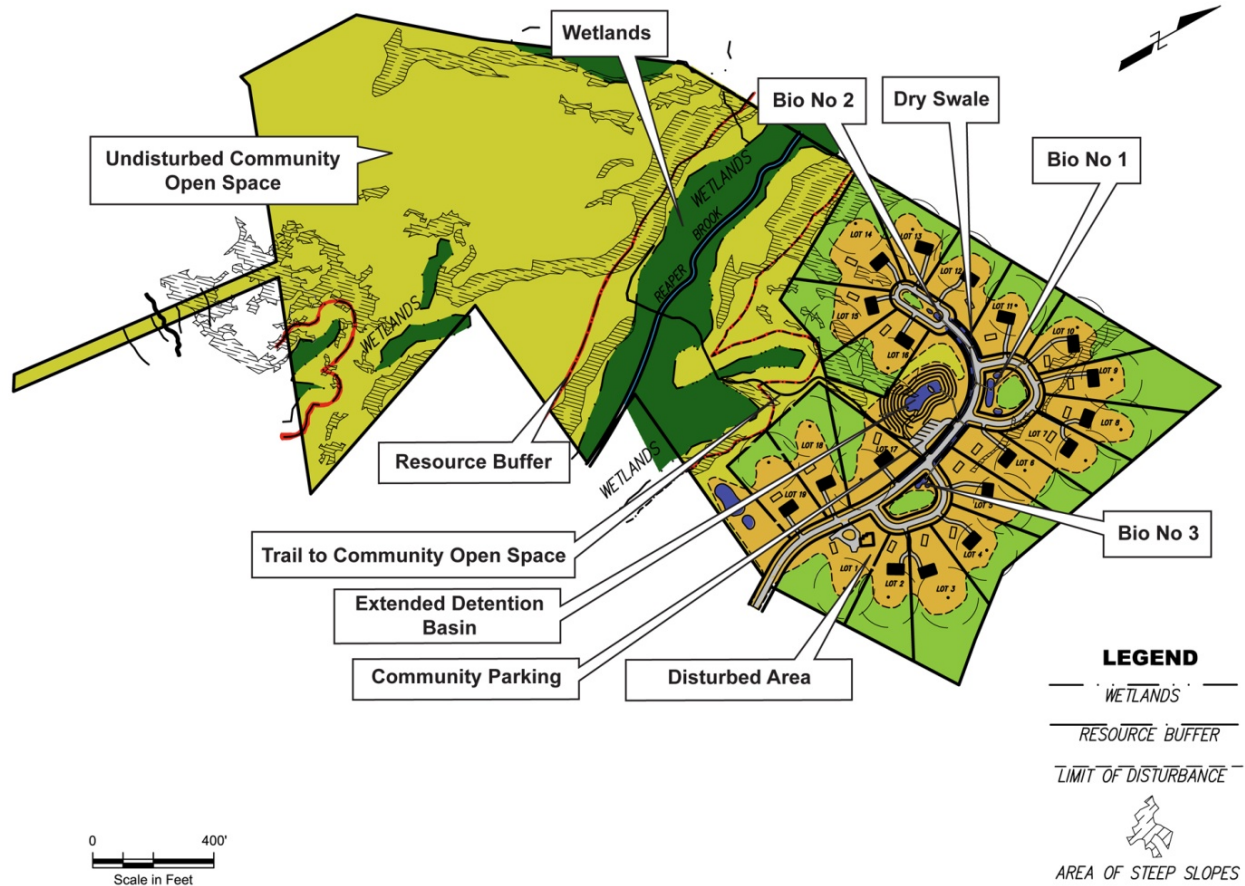 Wetlands
Bio No 2
Dry Swale
Bio No 1
Undisturbed Community
Open Space
WETLANDS
REAPER BROOK
WETLANDS
WETLANDS
LOT 14
LOT 13
LOT 12
LOT 11
LOT 10
LOT 9
LOT 8
LOT 7
LOT 6
LOT 5
LOT 4
LOT 3
LOT 2
LOT 1
LOT 15
LOT 16
LOT 17
LOT 18
LOT 19
Resource Buffer
Trail to Community Open Space
Extended Detention
Basin
Community Parking
Disturbed Area
Bio No 3
LEGEND
WETLANDS
RESOURCE BUFFER
LIMIT OF DISTURBANCE
AREA OF STEEP SLOPES
0 400'
Scale in Feet